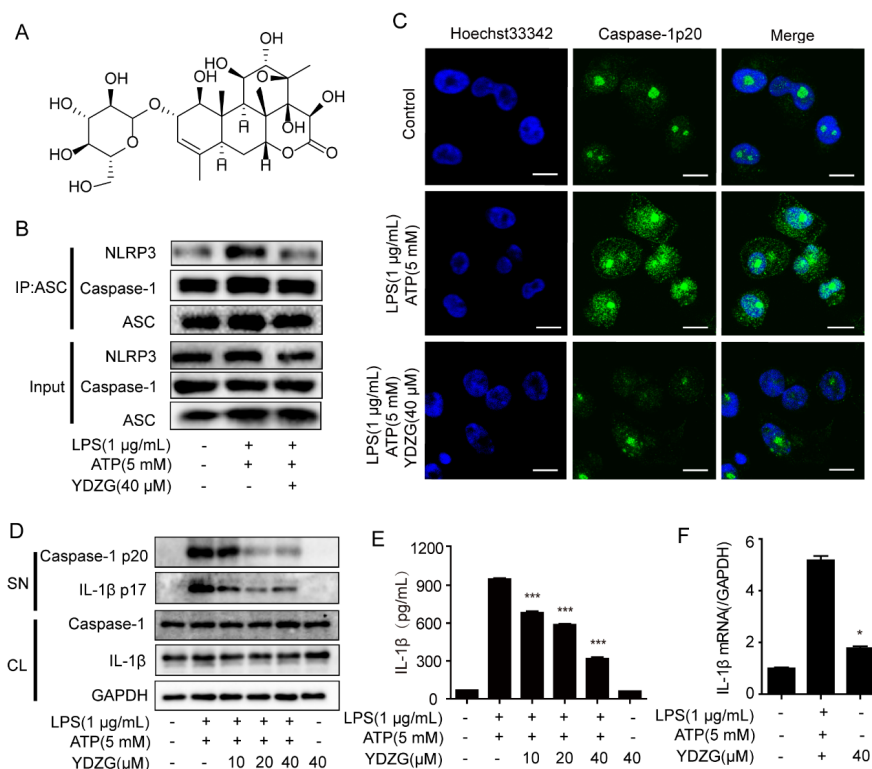 A
OH
OH
OH
OH
O
OH
HO
O
OH
O
H
OH
HO
O
OH
H
H
O
O
HO
B
NLRP3
IP:ASC
Caspase-1
ASC
NLRP3
Input
Caspase-1
ASC
LPS(1 µg/mL) - + +
ATP(5 mM) - + +
YDZG(40 µM) - - +
C
Hoechst33342 Caspase-1p20 Merge
Control
LPS(1 µg/mL)
ATP(5 mM)
LPS(1 µg/mL)
ATP(5 mM)
YDZG(40 µM)
D
SN
Caspase-1 p20
IL-1β p17
CL
Caspase-1
IL-1β
GAPDH
LPS(1 µg/mL) - + + + + -
ATP(5 mM) - + + + + -
YDZG(µM) - - 10 20 40 40
E
IL-1β (pg/mL)
1200
900
600
300
0
***
***
***
LPS(1 µg/mL) - + + + + -
ATP(5 mM) - + + + + -
YDZG(µM) - - 10 20 40 40
F
IL-1β mRNA(/GAPDH)
6
4
2
0
*
LPS(1 µg/mL) - + -
ATP(5 mM) - + -
YDZG(µM) - + 40